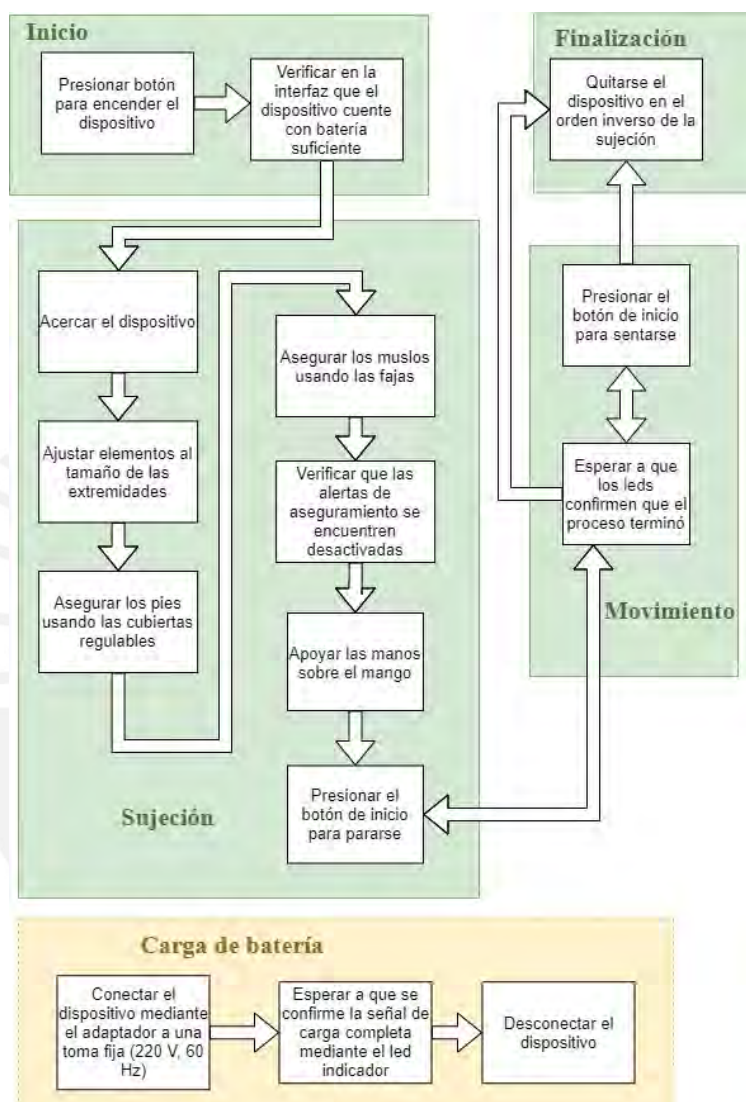 Inicio
Presionar botón
para encender el
dispositivo
Verificar en la
interfaz que el
dispositivo cuente
con batería
suficiente
Acercar el dispositivo
Ajustar elementos al
tamaño de las
extremidades
Asegurar los pies
usando las cubiertas
regulables
Asegurar los muslos
usando las fajas
Verificar que las
alertas de
aseguramiento se
encuentren
desactivadas
Apoyar las manos
sobre el mango
Presionar el
botón de inicio
para pararse
Sujeción
Finalización
Quitarse el
dispositivo en el
orden inverso de la
sujeción
Presionar el
botón de inicio
para sentarse
Esperar a que
los leds
confirmen que el
proceso terminó
Movimiento
Carga de batería
Conectar el
dispositivo mediante
el adaptador a una
toma fija (220 V, 60
Hz)
Esperar a que se
confirme la señal de
carga completa
mediante el led
indicador
Desconectar el
dispositivo